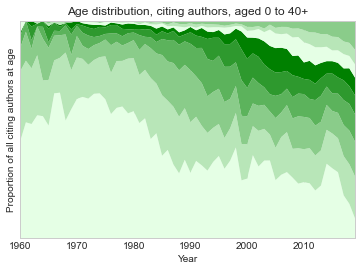 Age distribution, citing authors, aged 0 to 40+
Proportion of all citing authors at age
1960 1970 1980 1990 2000 2010
Year